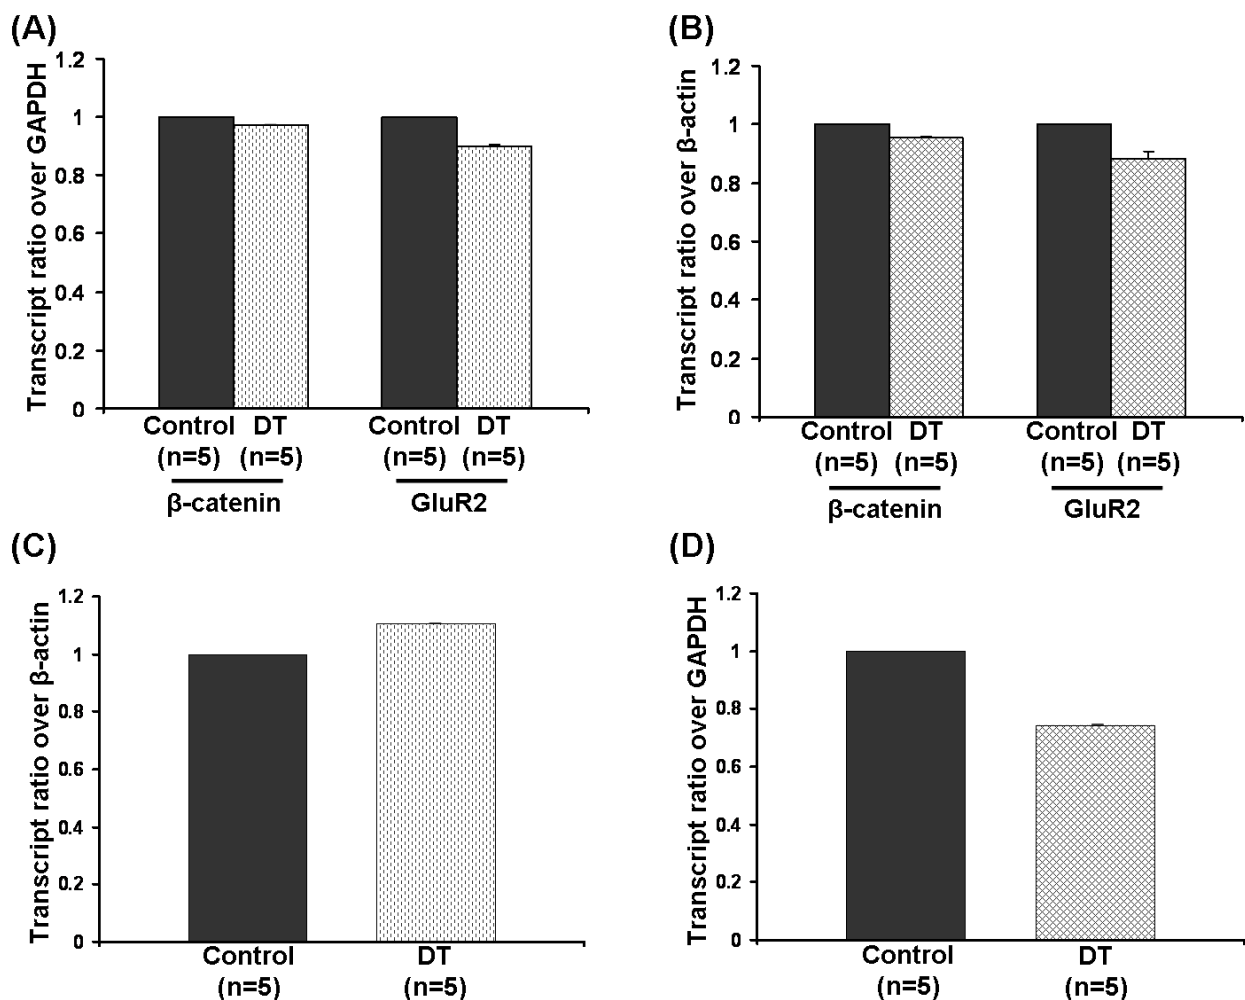 (A)
Transcript ratio over GAPDH
1.2
1
0.8
0.6
0.4
0.2
0
Control DT Control DT
(n=5) (n=5) (n=5) (n=5)
β-catenin GluR2
(B)
Transcript ratio over β-actin
1.2
1
0.8
0.6
0.4
0.2
0
Control DT Control DT
(n=5) (n=5) (n=5) (n=5)
β-catenin GluR2
(C)
Transcript ratio over β-actin
1.2
1
0.8
0.6
0.4
0.2
0
Control DT
(n=5) (n=5)
(D)
Transcript ratio over GAPDH
1.2
1
0.8
0.6
0.4
0.2
0
Control DT
(n=5) (n=5)